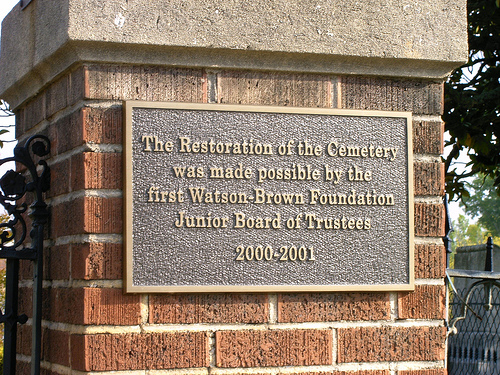 The Restoration of the Cemetery
was made possible by the
first Watson-Brown Foundation
Junior Board of Trustees
2000-2001